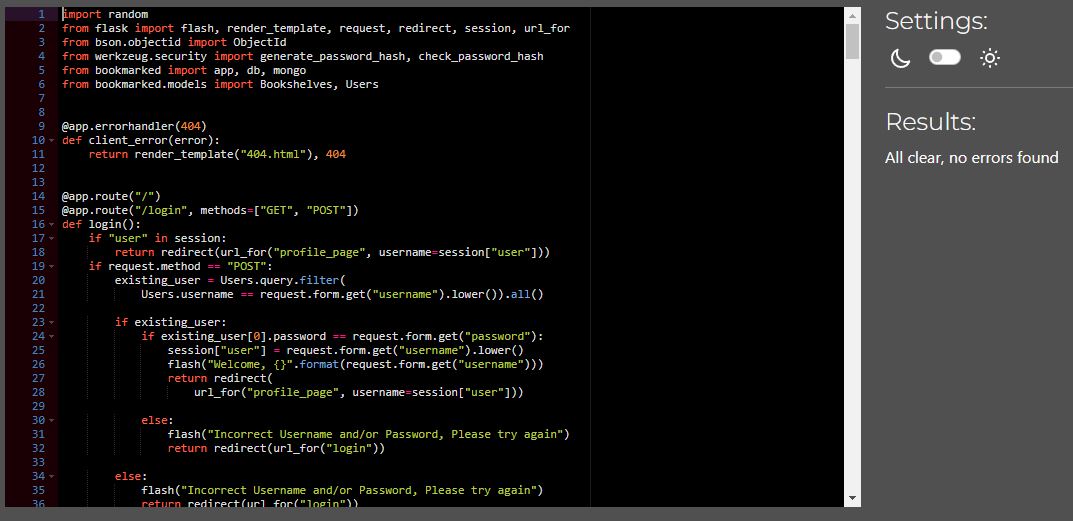 1 import random
2 from flask import flash, render_template, request, redirect, session, url_for
3 from bson.objectid import ObjectId
4 from werkzeug.security import generate_password_hash, check_password_hash
5 from bookmarked import app, db, mongo
6 from bookmarked.models import Bookshelves, Users
7
8
9 @app.errorhandler(404)
10 def client_error(error):
11     return render_template("404.html"), 404
12
13
14 @app.route("/")
15 @app.route("/login", methods=["GET", "POST"])
16 def login():
17     if "user" in session:
18         return redirect(url_for("profile_page", username=session["user"]))
19     if request.method == "POST":
20         existing_user = Users.query.filter(
21             Users.username == request.form.get("username").lower()).all()
22
23         if existing_user:
24             if existing_user[0].password == request.form.get("password"):
25                 session["user"] = request.form.get("username").lower()
26                 flash("Welcome, {}".format(request.form.get("username")))
27                 return redirect(
28                     url_for("profile_page", username=session["user"]))
29
30             else:
31                 flash("Incorrect Username and/or Password, Please try again")
32                 return redirect(url_for("login"))
33
34         else:
35             flash("Incorrect Username and/or Password, Please try again")
36             return redirect(url_for("login"))
Settings:
Results:
All clear, no errors found